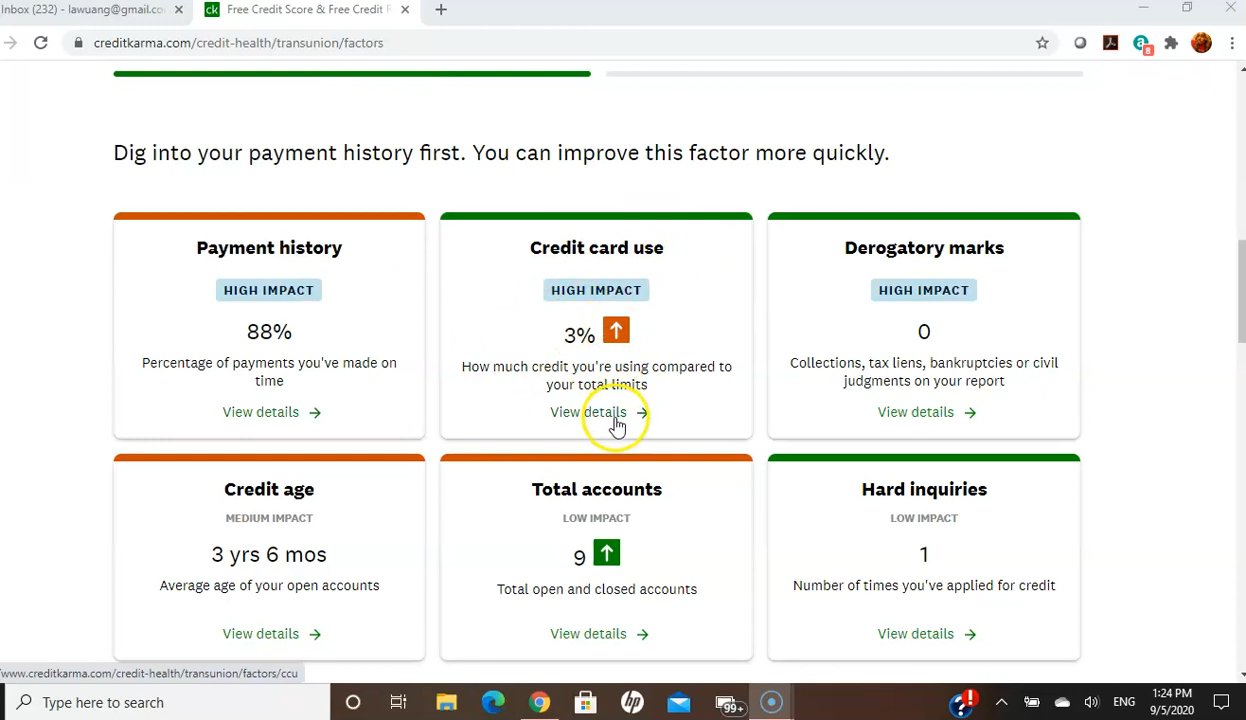 Inbox (232) - lawuang@gmail.co
ck Free Credit Score & Free Credit R
creditkarma.com/credit-health/transunion/factors
8
Dig into your payment history first. You can improve this factor more quickly.
Payment history
HIGH IMPACT
88%
Percentage of payments you've made on
time
View details
Credit card use
HIGH IMPACT
3%
How much credit you're using compared to
your total limits
View details
Derogatory marks
HIGH IMPACT
0
Collections, tax liens, bankruptcies or civil
judgments on your report
View details
Credit age
MEDIUM IMPACT
3 yrs 6 mos
Average age of your open accounts
View details
Total accounts
LOW IMPACT
9
Total open and closed accounts
View details
Hard inquiries
LOW IMPACT
1
Number of times you've applied for credit
View details
/www.creditkarma.com/credit-health/transunion/factors/ccu
Type here to search
hp
99+
ENG
1:24 PM
9/5/2020